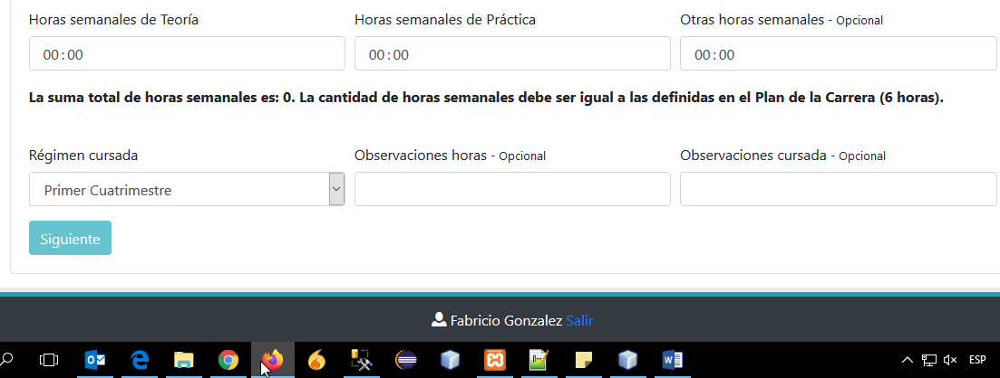 Horas semanales de Teoría
Horas semanales de Práctica
Otras horas semanales - Opcional
00:00
00:00
00:00
La suma total de horas semanales es: 0. La cantidad de horas semanales debe ser igual a las definidas en el Plan de la Carrera (6 horas).
Régimen cursada
Observaciones horas - Opcional
Observaciones cursada - Opcional
Primer Cuatrimestre
Siguiente
Fabricio Gonzalez Salir
ESP